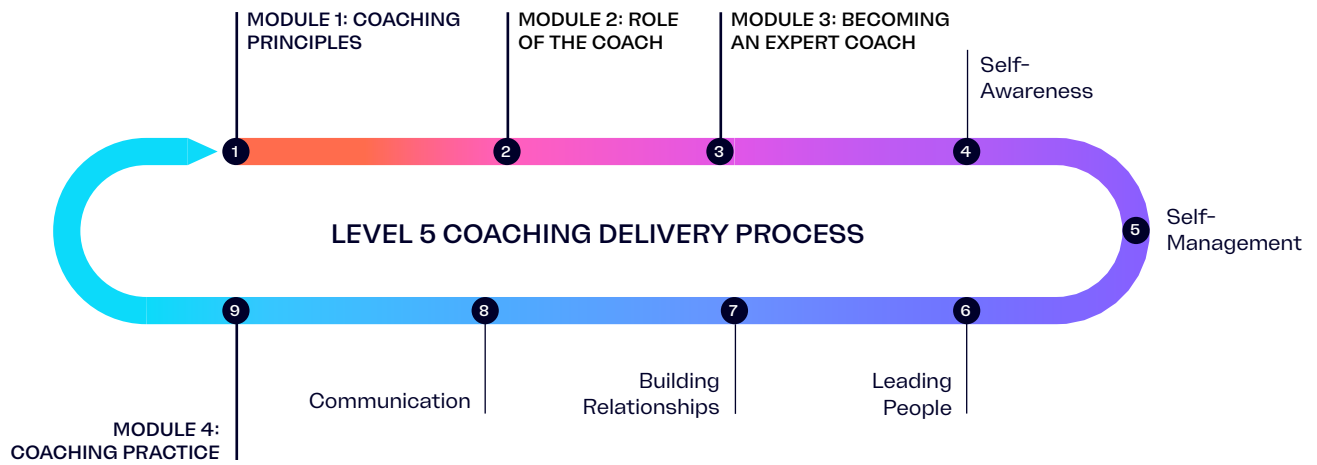 MODULE 1: COACHING
PRINCIPLES
MODULE 2: ROLE
OF THE COACH
MODULE 3: BECOMING
AN EXPERT COACH
Self-
Awareness
1
2
3
4
LEVEL 5 COACHING DELIVERY PROCESS
5
Self-
Management
9
8
7
6
Communication
Building
Relationships
Leading
People
MODULE 4:
COACHING PRACTICE